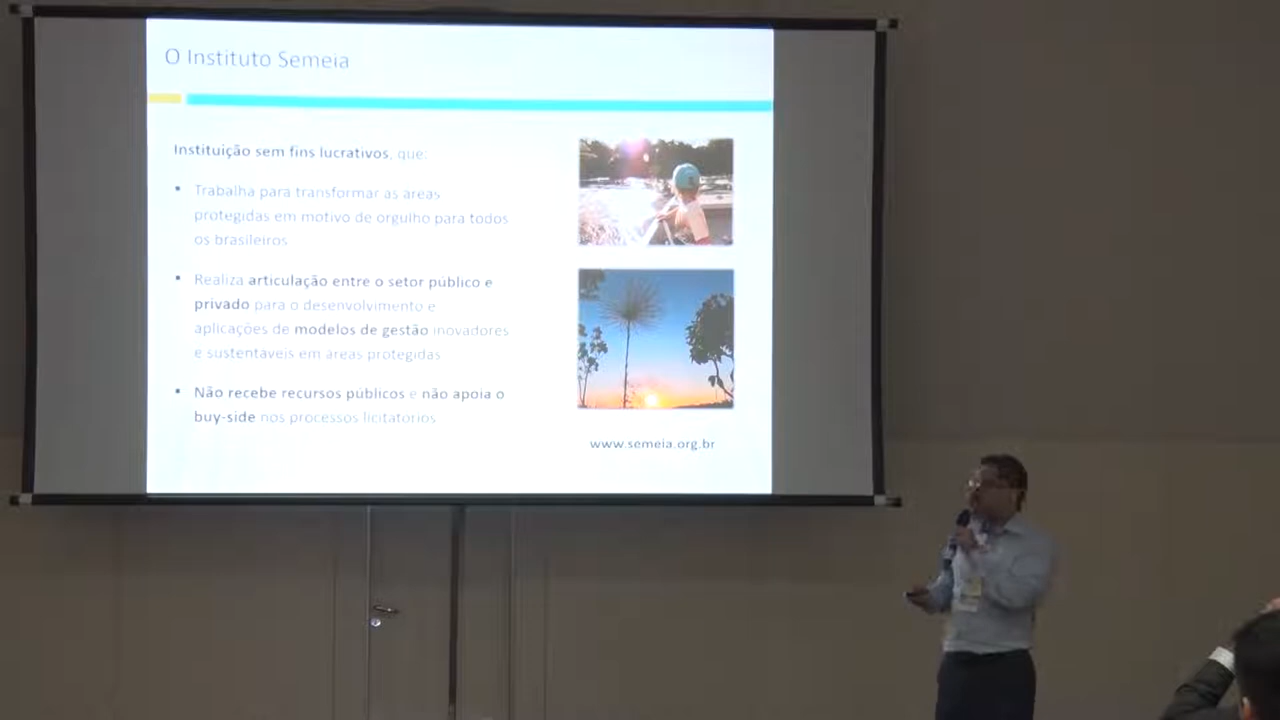 O Instituto Semeia
Instituição sem fins lucrativos, que:
▪ Trabalha para transformar as áreas
protegidas em motivo de orgulho para todos
os brasileiros
▪ Realiza articulação entre o setor público e
privado para o desenvolvimento e
aplicações de modelos de gestão inovadores
e sustentáveis em áreas protegidas
▪ Não recebe recursos públicos e não apoia o
buy-side nos processos licitatórios
www.semeia.org.br